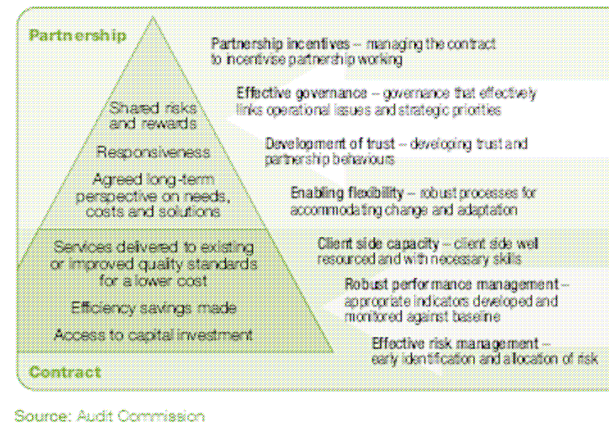 Partnership
Partnership incentives – managing the contract
to incentivise partnership working
Effective governance – governance that effectively
links operational issues and strategic priorities
Shared risks
and rewards
Development of trust – developing trust and
partnership behaviours
Responsiveness
Agreed long-term
perspective on needs,
costs and solutions
Enabling flexibility – robust processes for
accommodating change and adaptation
Services delivered to existing
or improved quality standards
for a lower cost
Client side capacity – client side well
resourced and with necessary skills
Efficiency savings made
Robust performance management –
appropriate indicators developed and
monitored against baseline
Access to capital investment
Effective risk management –
early identification and allocation of risk
Contract
Source: Audit Commission